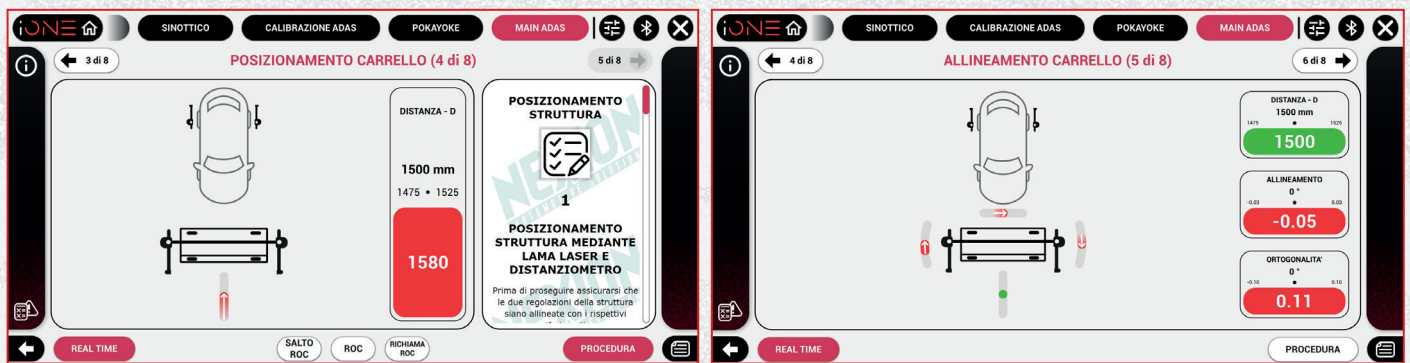 iONE
SINOTTICO
CALIBRAZIONE ADAS
POKAYOKE
MAIN ADAS
3 di 8
POSIZIONAMENTO CARRELLO (4 di 8)
5 di 8
DISTANZA - D
1500 mm
1475 • 1525
1580
POSIZIONAMENTO
STRUTTURA
1
POSIZIONAMENTO
STRUTTURA MEDIANTE
LAMA LASER E
DISTANZIOMETRO
Prima di proseguire assicurarsi che
le due regolazioni della struttura
siano allineate con i rispettivi
NEXION
AUTOMOTIVE SOLUTION
REAL TIME
SALTO
ROC
ROC
RICHIAMA
ROC
PROCEDURA
iONE
SINOTTICO
CALIBRAZIONE ADAS
POKAYOKE
MAIN ADAS
4 di 8
ALLINEAMENTO CARRELLO (5 di 8)
6 di 8
DISTANZA - D
1500 mm
1475 • 1525
1500
ALLINEAMENTO
0 °
-0.03 • 0.03
-0.05
ORTOGONALITA'
0 °
-0.10 • 0.10
0.11
REAL TIME
PROCEDURA